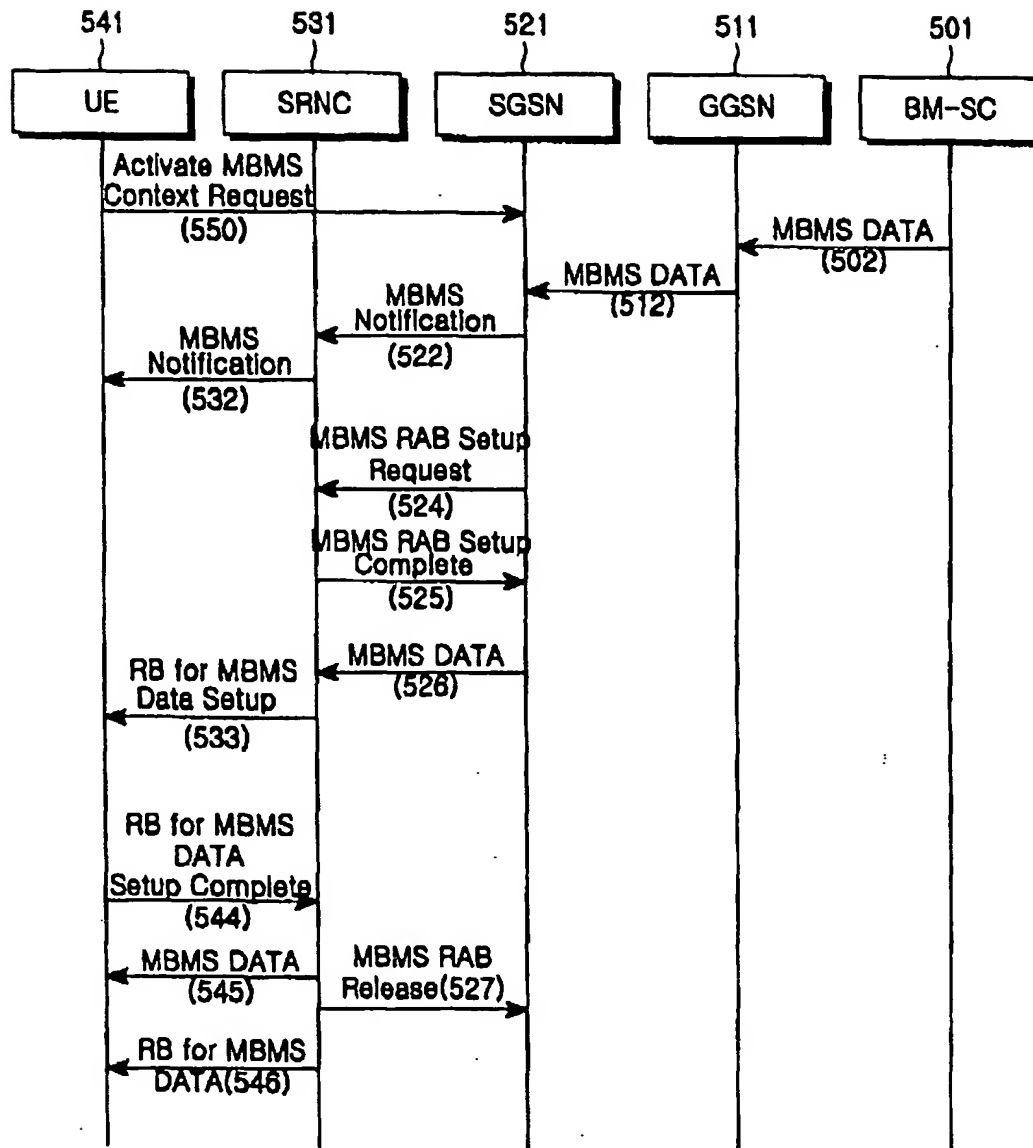 541 531 521 511 501
UE SRNC SGSN GGSN BM-SC
Activate MBMS
Context Request
(550)
MBMS DATA
(502)
MBMS DATA
(512)
MBMS
Notification
(522)
MBMS
Notification
(532)
MBMS RAB Setup
Request
(524)
MBMS RAB Setup
Complete
(525)
MBMS DATA
(526)
RB for MBMS
Data Setup
(533)
RB for MBMS
DATA
Setup Complete
(544)
MBMS DATA
(545)
MBMS RAB
Release(527)
RB for MBMS
DATA(546)